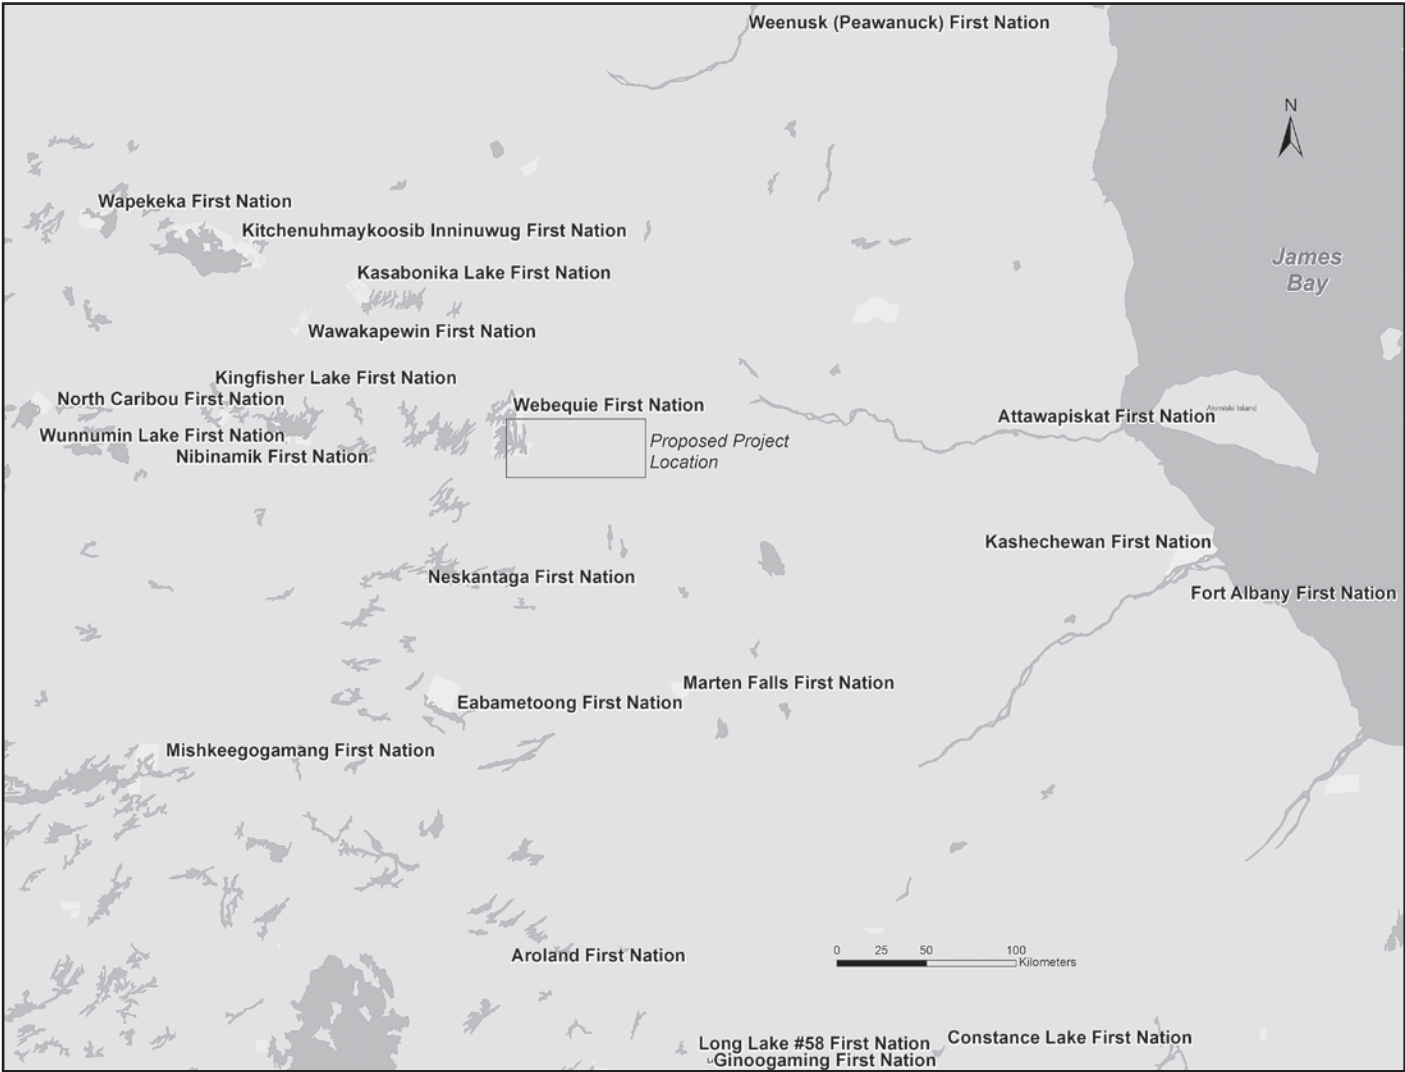 Weenusk (Peawanuck) First Nation
N
Wapekeka First Nation
Kitchenuhmaykoosib Inninuwug First Nation
James
Bay
Kasabonika Lake First Nation
Wawakapewin First Nation
Kingfisher Lake First Nation
North Caribou First Nation
Webequie First Nation
Akimiski Island
Attawapiskat First Nation
Wunnumin Lake First Nation
Proposed Project
Location
Nibinamik First Nation
Kashechewan First Nation
Neskantaga First Nation
Fort Albany First Nation
Marten Falls First Nation
Eabametoong First Nation
Mishkeegogamang First Nation
Aroland First Nation
0 25 50 100
Kilometers
Constance Lake First Nation
Long Lake #58 First Nation
Ginoogaming First Nation